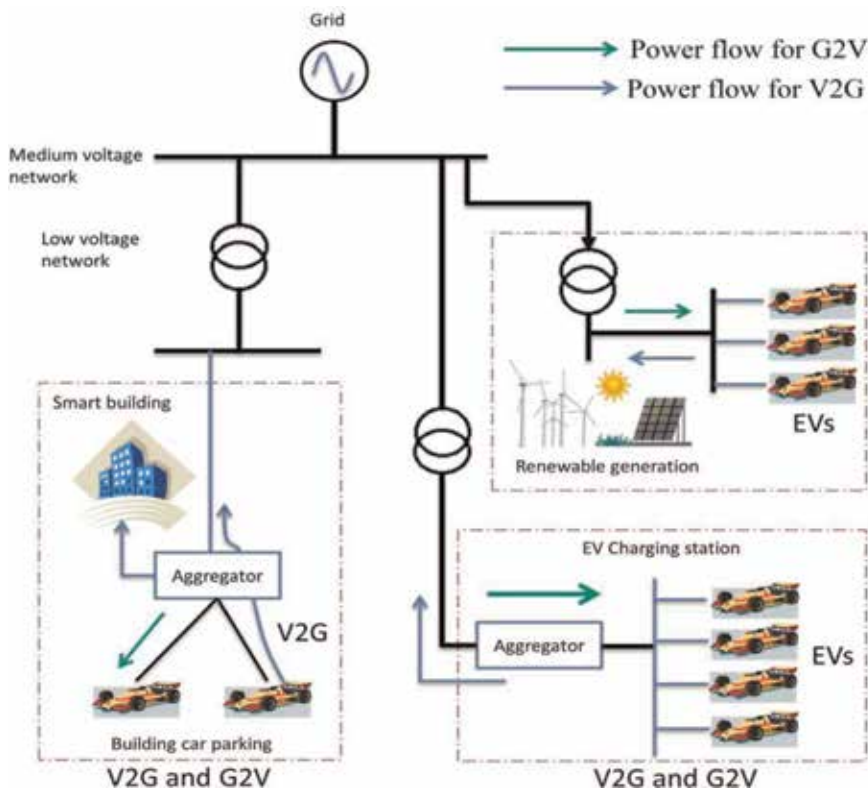 Grid
Power flow for G2V
Power flow for V2G
Medium voltage
network
Low voltage
network
Smart building
Aggregator
V2G
Building car parking
V2G and G2V
Renewable generation
EVs
EV Charging station
Aggregator
EVs
V2G and G2V